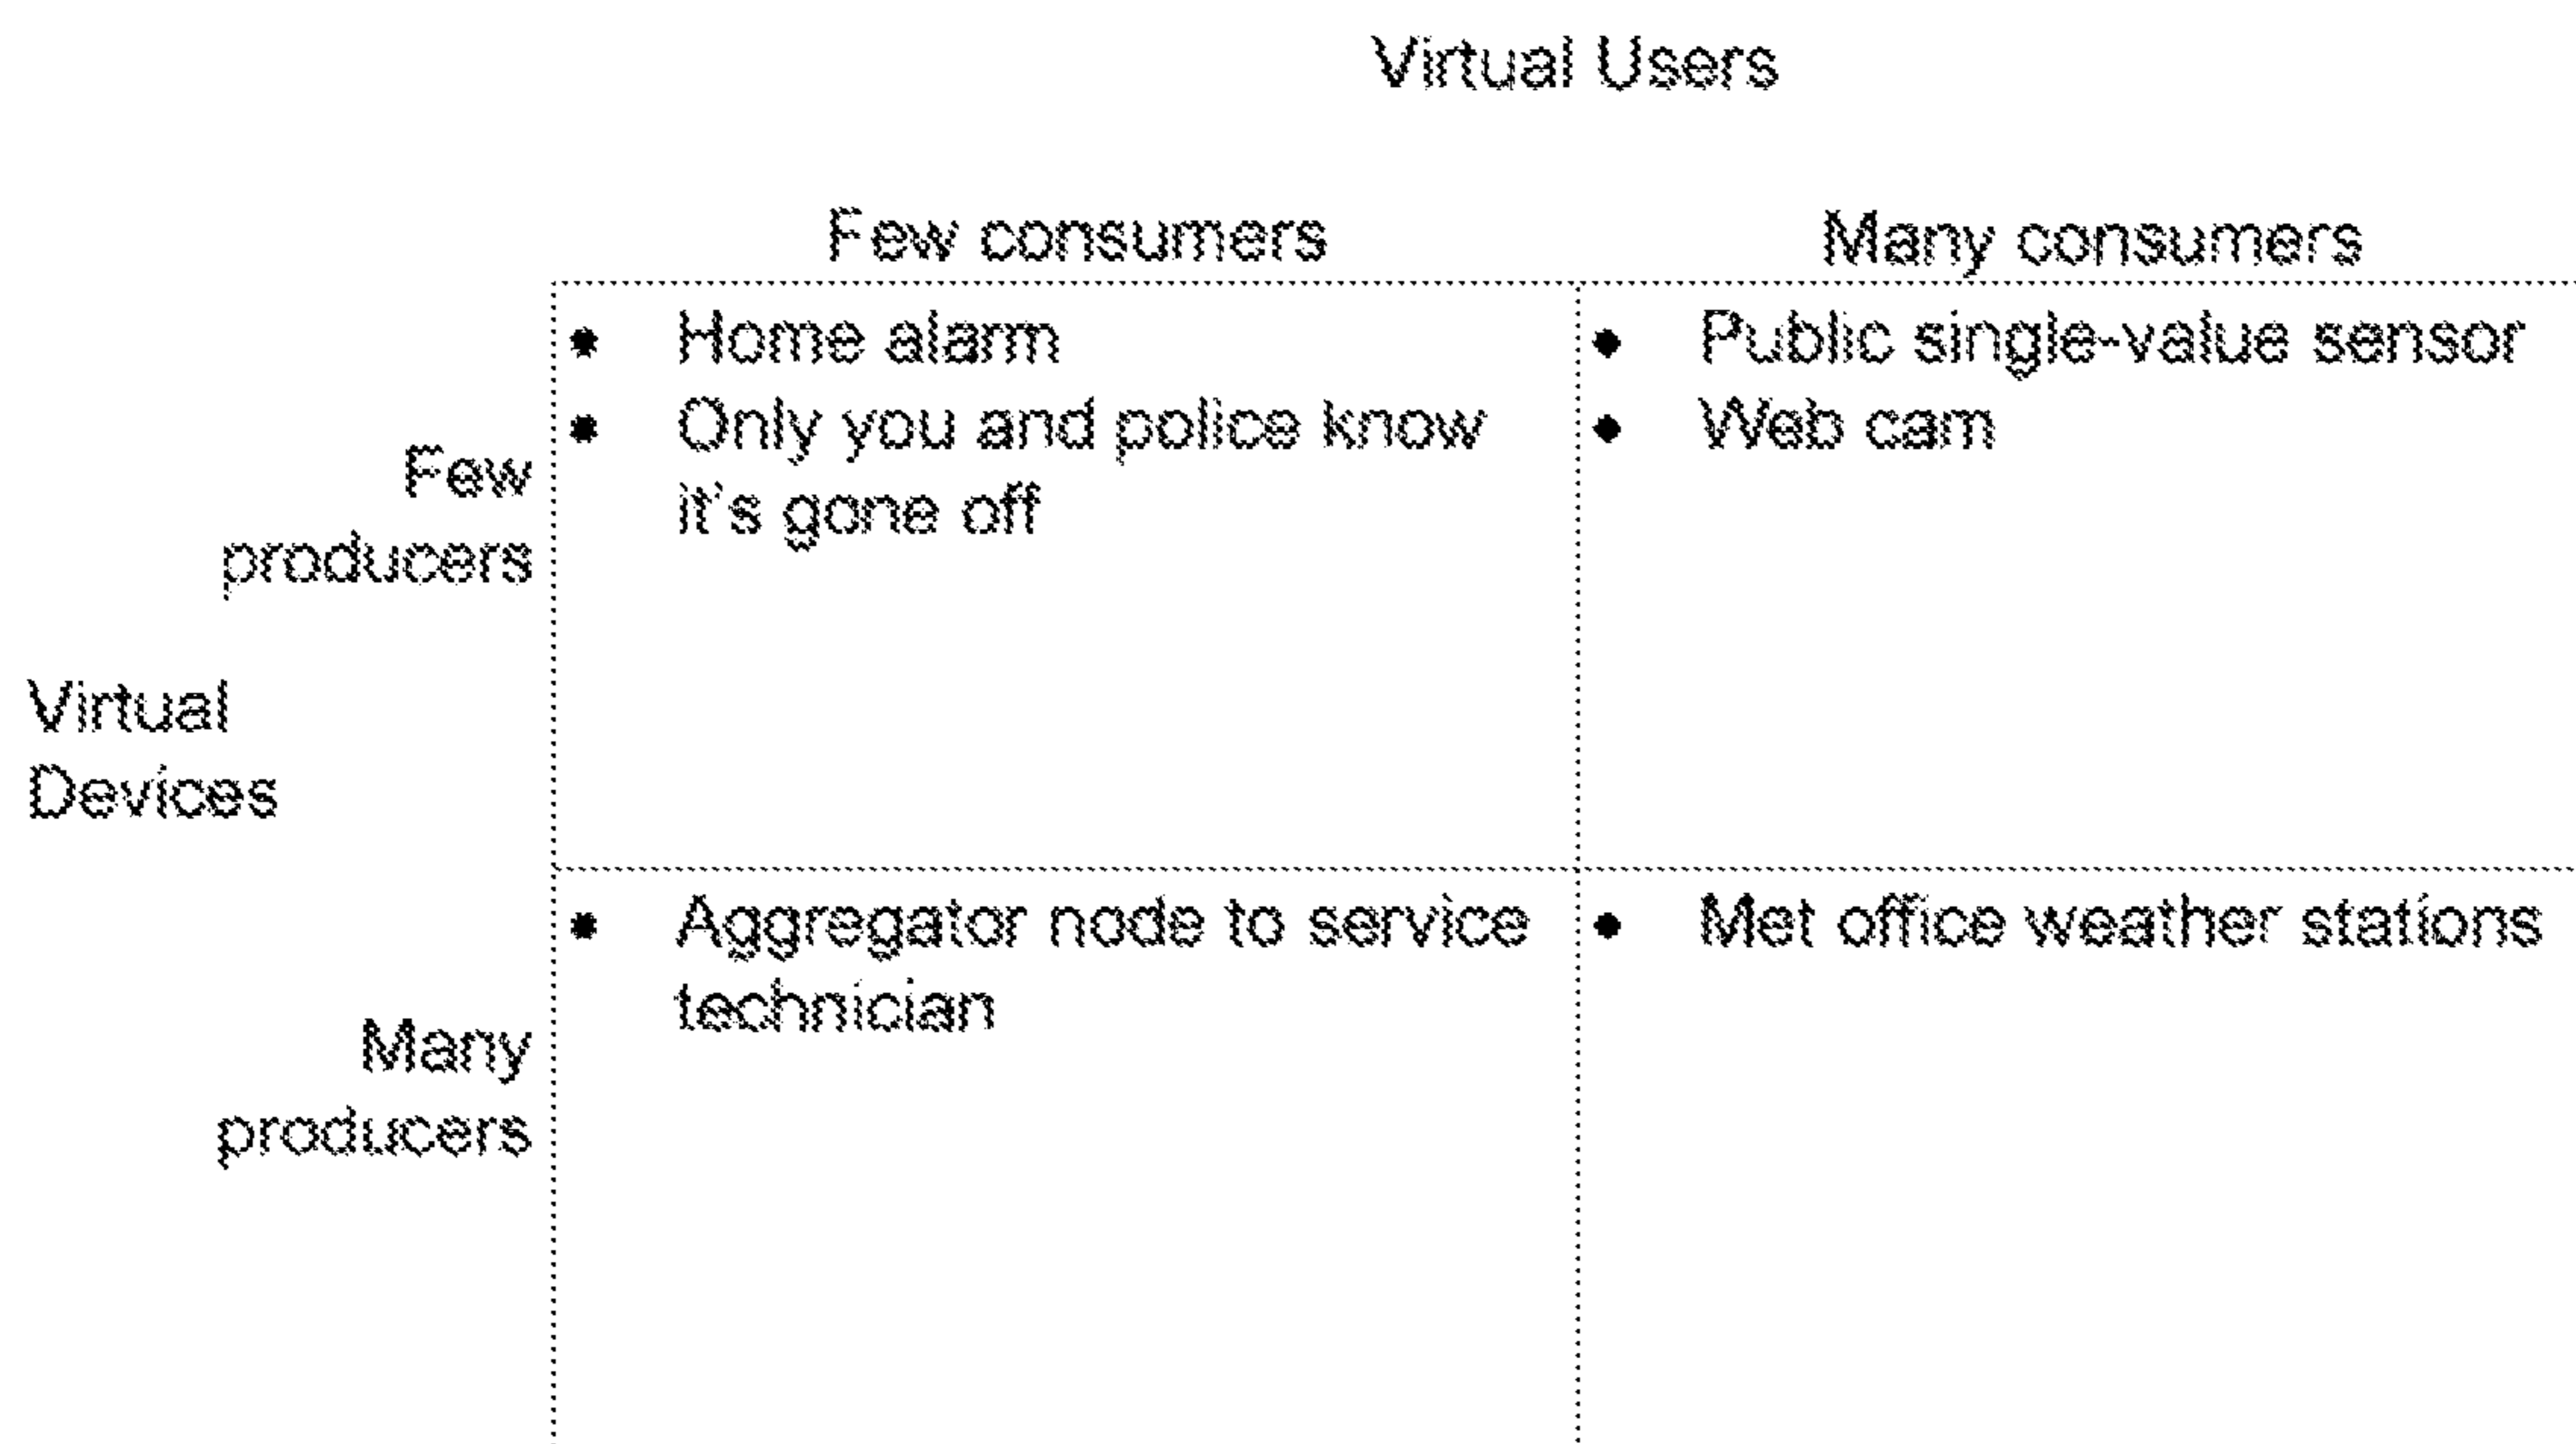 Virtual Users
Few consumers
Many consumers
Few
producers
• Home alarm
• Only you and police know
it's gone off
• Public single-value sensor
• Web cam
Virtual
Devices
Many
producers
• Aggregator node to service
technician
• Met office weather stations